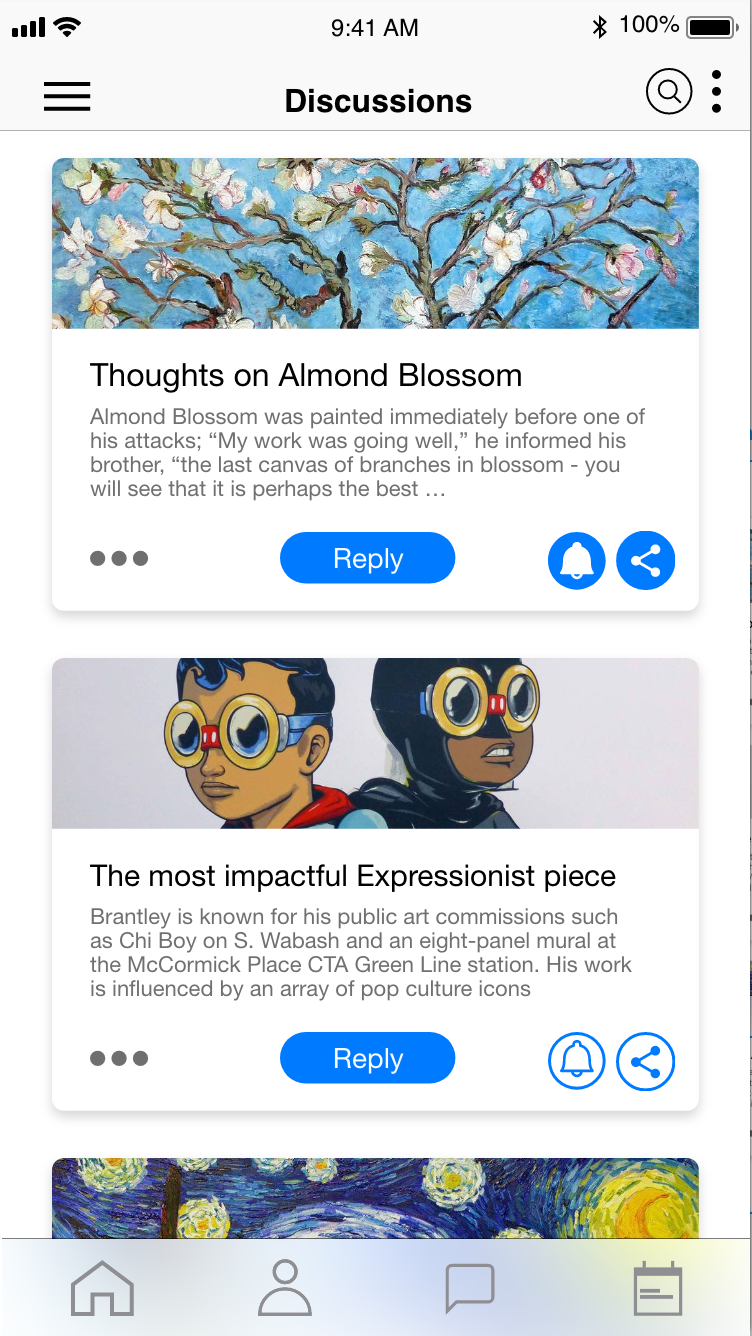 9:41 AM 100%
Discussions
Thoughts on Almond Blossom
Almond Blossom was painted immediately before one of
his attacks; “My work was going well,” he informed his
brother, “the last canvas of branches in blossom - you
will see that it is perhaps the best …
Reply
The most impactful Expressionist piece
Brantley is known for his public art commissions such
as Chi Boy on S. Wabash and an eight-panel mural at
the McCormick Place CTA Green Line station. His work
is influenced by an array of pop culture icons
Reply